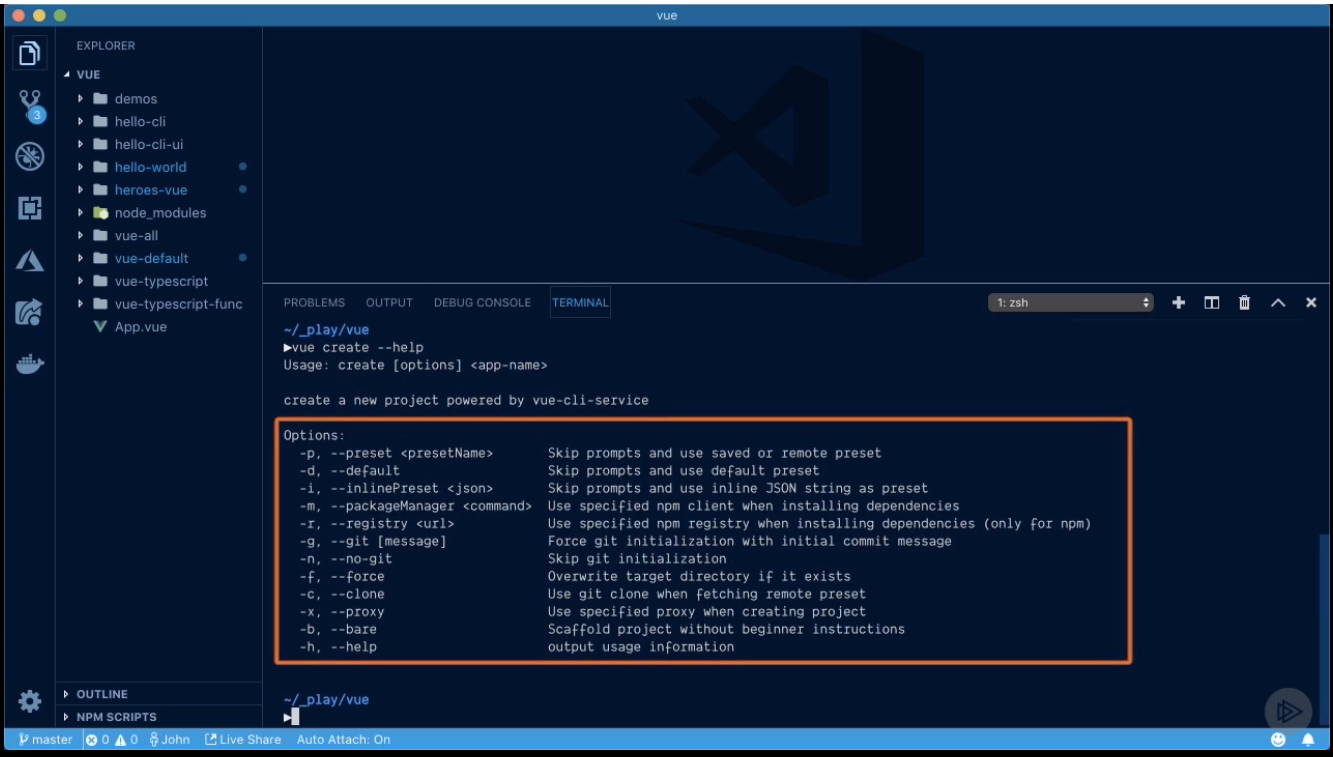 vue
EXPLORER
VUE
demos
hello-cli
hello-cli-ui
hello-world
heroes-vue
node_modules
vue-all
vue-default
vue-typescript
vue-typescript-func
App.vue
OUTLINE
NPM SCRIPTS
3
PROBLEMS OUTPUT DEBUG CONSOLE TERMINAL 1: zsh
~/_play/vue
▶vue create --help
Usage: create [options] <app-name>
create a new project powered by vue-cli-service
Options:
-p, --preset <presetName> Skip prompts and use saved or remote preset
-d, --default Skip prompts and use default preset
-i, --inlinePreset <json> Skip prompts and use inline JSON string as preset
-m, --packageManager <command> Use specified npm client when installing dependencies
-r, --registry <url> Use specified npm registry when installing dependencies (only for npm)
-g, --git [message] Force git initialization with initial commit message
-n, --no-git Skip git initialization
-f, --force Overwrite target directory if it exists
-c, --clone Use git clone when fetching remote preset
-x, --proxy Use specified proxy when creating project
-b, --bare Scaffold project without beginner instructions
-h, --help output usage information
~/_play/vue
▶
master 0 0 John Live Share Auto Attach: On